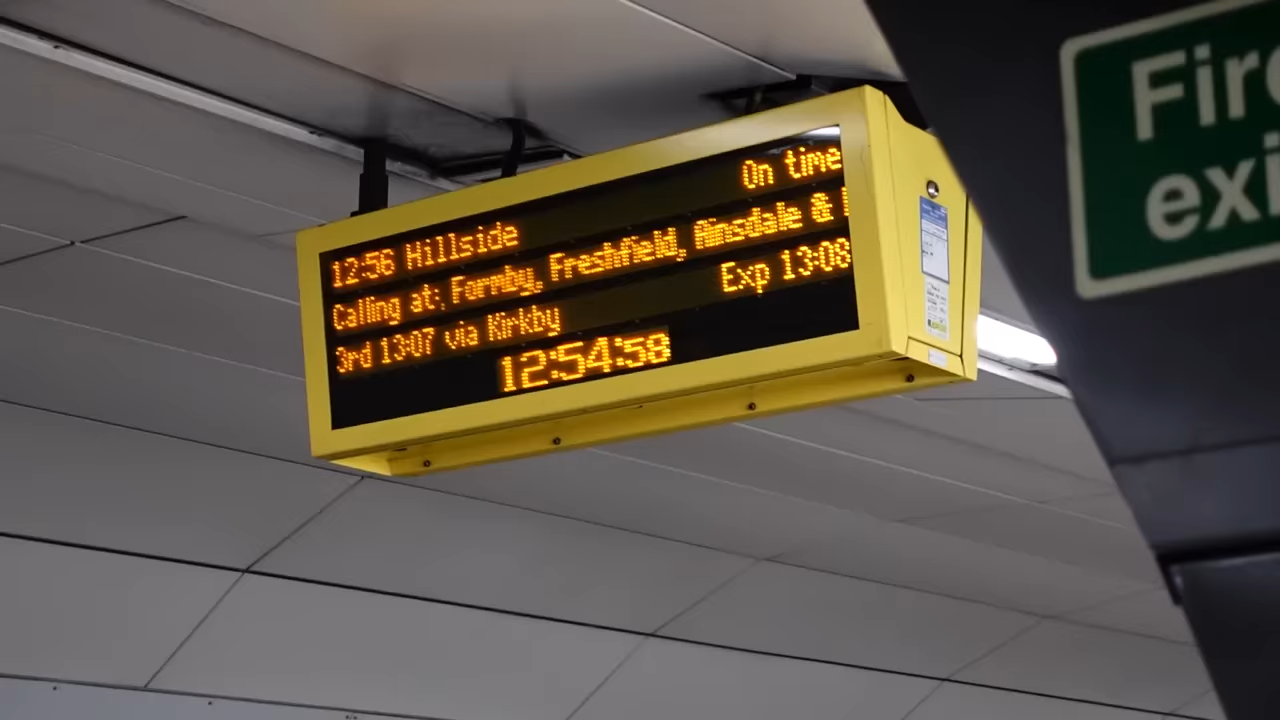 12:56 Hillside On time
Calling at: Formby, Freshfield, Ainsdale &
3rd 13:07 via Kirkby Exp 13:08
12:54:58
Fire
exi